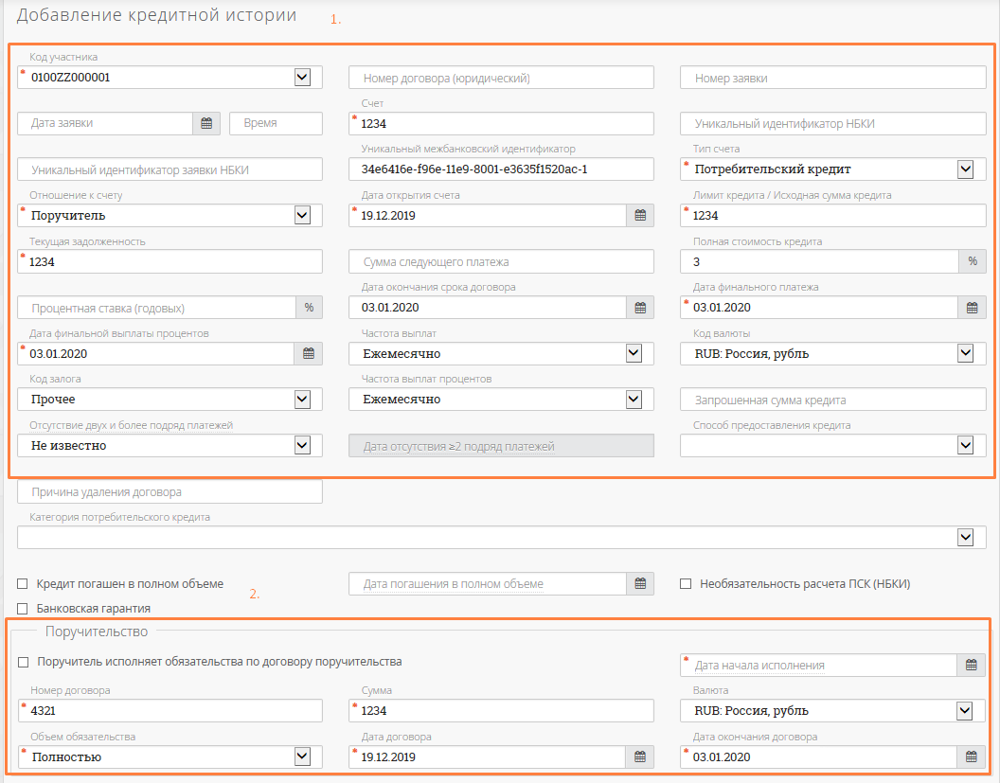 Добавление кредитной истории 1.
Код участника
* 0100ZZ000001 Номер договора (юридический) Номер заявки
Счет
Дата заявки Время * 1234 Уникальный идентификатор НБКИ
Уникальный межбанковский идентификатор Тип счета
Уникальный идентификатор заявки НБКИ 34e6416e-f96e-11e9-8001-e3635f1520ac-1 * Потребительский кредит
Отношение к счету Дата открытия счета Лимит кредита / Исходная сумма кредита
* Поручитель * 19.12.2019 * 1234
Текущая задолженность Полная стоимость кредита
* 1234 Сумма следующего платежа 3 %
Дата окончания срока договора Дата финального платежа
Процентная ставка (годовых) % 03.01.2020 * 03.01.2020
Дата финальной выплаты процентов Частота выплат Код валюты
* 03.01.2020 Ежемесячно RUB: Россия, рубль
Код залога Частота выплат процентов
Прочее Ежемесячно Запрошенная сумма кредита
Отсутствие двух и более подряд платежей Способ предоставления кредита
Не известно Дата отсутствия ≥2 подряд платежей
Причина удаления договора
Категория потребительского кредита
Кредит погашен в полном объеме Дата погашения в полном объеме Необязательность расчета ПСК (НБКИ)
2.
Банковская гарантия
Поручительство
Поручитель исполняет обязательства по договору поручительства * Дата начала исполнения
Номер договора Сумма Валюта
* 4321 * 1234 RUB: Россия, рубль
Объем обязательства Дата договора Дата окончания договора
* Полностью * 19.12.2019 * 03.01.2020